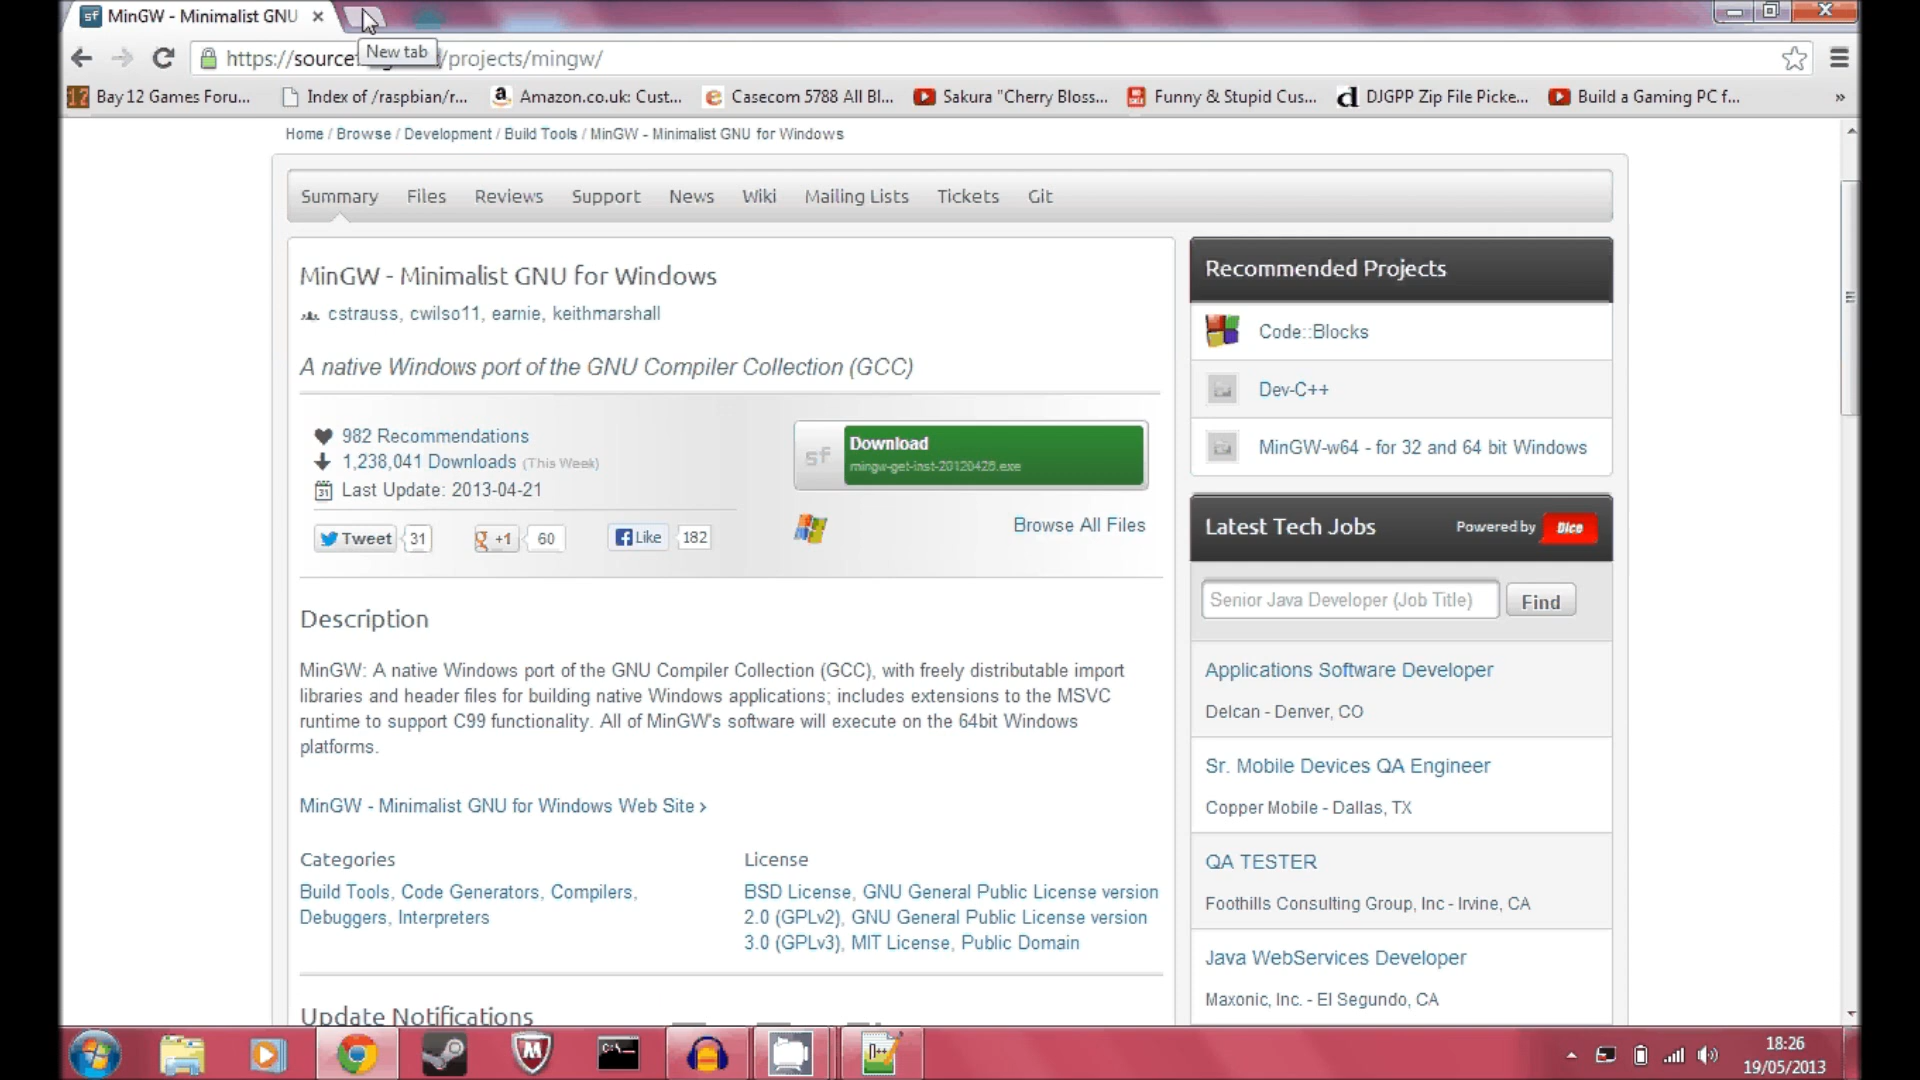 MinGW - Minimalist GNU
New tab
https://source /projects/mingw/
Bay 12 Games Foru... Index of /raspbian/r... Amazon.co.uk: Cust... Casecom 5788 All Bl... Sakura "Cherry Bloss... Funny & Stupid Cus... DJGPP Zip File Picke... Build a Gaming PC f... »
Home / Browse / Development / Build Tools / MinGW - Minimalist GNU for Windows
Summary Files Reviews Support News Wiki Mailing Lists Tickets Git
MinGW - Minimalist GNU for Windows
cstrauss, cwilso11, earnie, keithmarshall
A native Windows port of the GNU Compiler Collection (GCC)
982 Recommendations
1,238,041 Downloads (This Week)
Last Update: 2013-04-21
Tweet 31 g +1 60 Like 182
sf Download
mingw-get-inst-20120426.exe
Browse All Files
Description
MinGW: A native Windows port of the GNU Compiler Collection (GCC), with freely distributable import
libraries and header files for building native Windows applications; includes extensions to the MSVC
runtime to support C99 functionality. All of MinGW's software will execute on the 64bit Windows
platforms.
MinGW - Minimalist GNU for Windows Web Site >
Categories
Build Tools, Code Generators, Compilers,
Debuggers, Interpreters
License
BSD License, GNU General Public License version
2.0 (GPLv2), GNU General Public License version
3.0 (GPLv3), MIT License, Public Domain
Update Notifications
Recommended Projects
Code::Blocks
Dev-C++
MinGW-w64 - for 32 and 64 bit Windows
Latest Tech Jobs Powered by Dice
Senior Java Developer (Job Title) Find
Applications Software Developer
Delcan - Denver, CO
Sr. Mobile Devices QA Engineer
Copper Mobile - Dallas, TX
QA TESTER
Foothills Consulting Group, Inc - Irvine, CA
Java WebServices Developer
Maxonic, Inc. - El Segundo, CA
18:26
19/05/2013